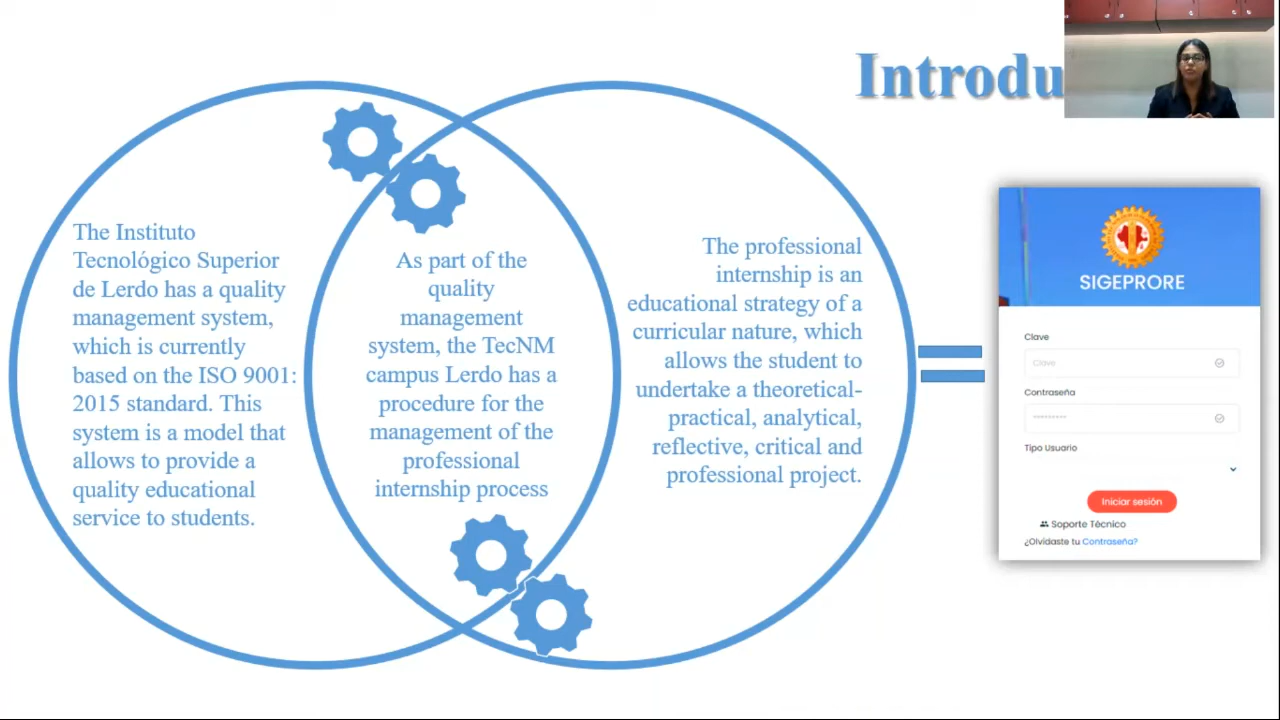 Introdu
The Instituto
Tecnológico Superior
de Lerdo has a quality
management system,
which is currently
based on the ISO 9001:
2015 standard. This
system is a model that
allows to provide a
quality educational
service to students.
As part of the
quality
management
system, the TecNM
campus Lerdo has a
procedure for the
management of the
professional
internship process
The professional
internship is an
educational strategy of a
curricular nature, which
allows the student to
undertake a theoretical-
practical, analytical,
reflective, critical and
professional project.
SIGEPRORE
Clave
Clave
Contraseña
Tipo Usuario
Iniciar sesión
Soporte Técnico
¿Olvidaste tu Contraseña?